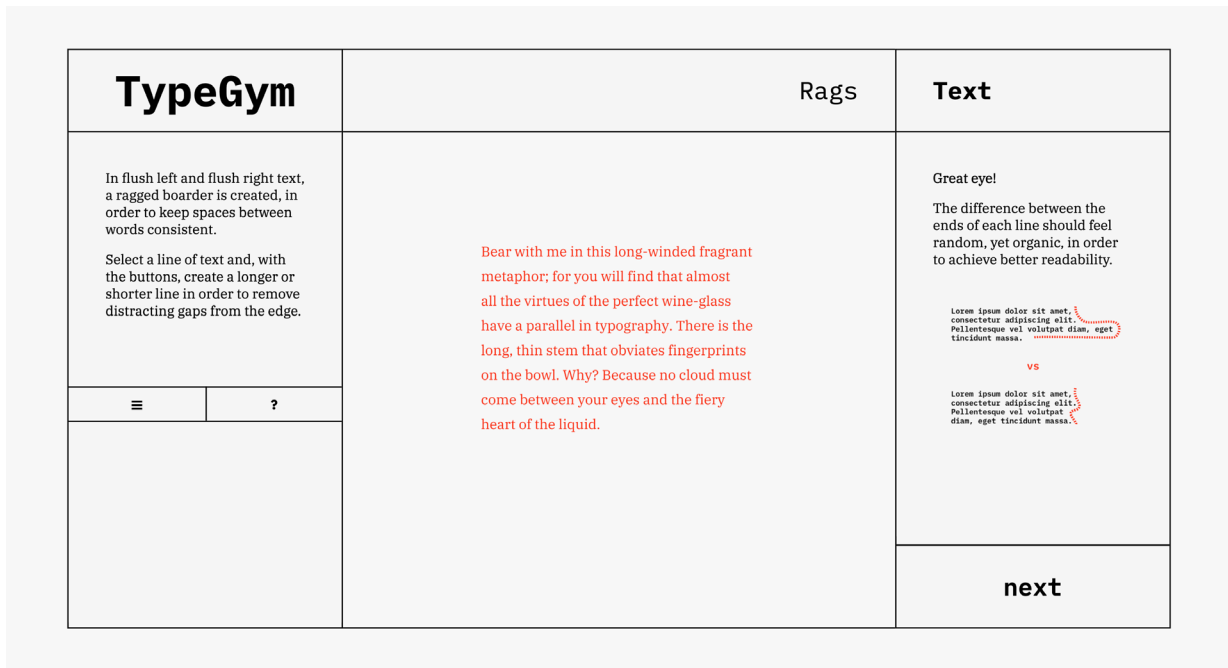 TypeGym
Rags
Text
In flush left and flush right text,
a ragged boarder is created, in
order to keep spaces between
words consistent.
Select a line of text and, with
the buttons, create a longer or
shorter line in order to remove
distracting gaps from the edge.
?
Bear with me in this long-winded fragrant
metaphor; for you will find that almost
all the virtues of the perfect wine-glass
have a parallel in typography. There is the
long, thin stem that obviates fingerprints
on the bowl. Why? Because no cloud must
come between your eyes and the fiery
heart of the liquid.
Great eye!
The difference between the
ends of each line should feel
random, yet organic, in order
to achieve better readability.
Lorem ipsum dolor sit amet,
consectetur adipiscing elit.
Pellentesque vel volutpat diam, eget
tincidunt massa.
vs
Lorem ipsum dolor sit amet,
consectetur adipiscing elit.
Pellentesque vel volutpat
diam, eget tincidunt massa.
next